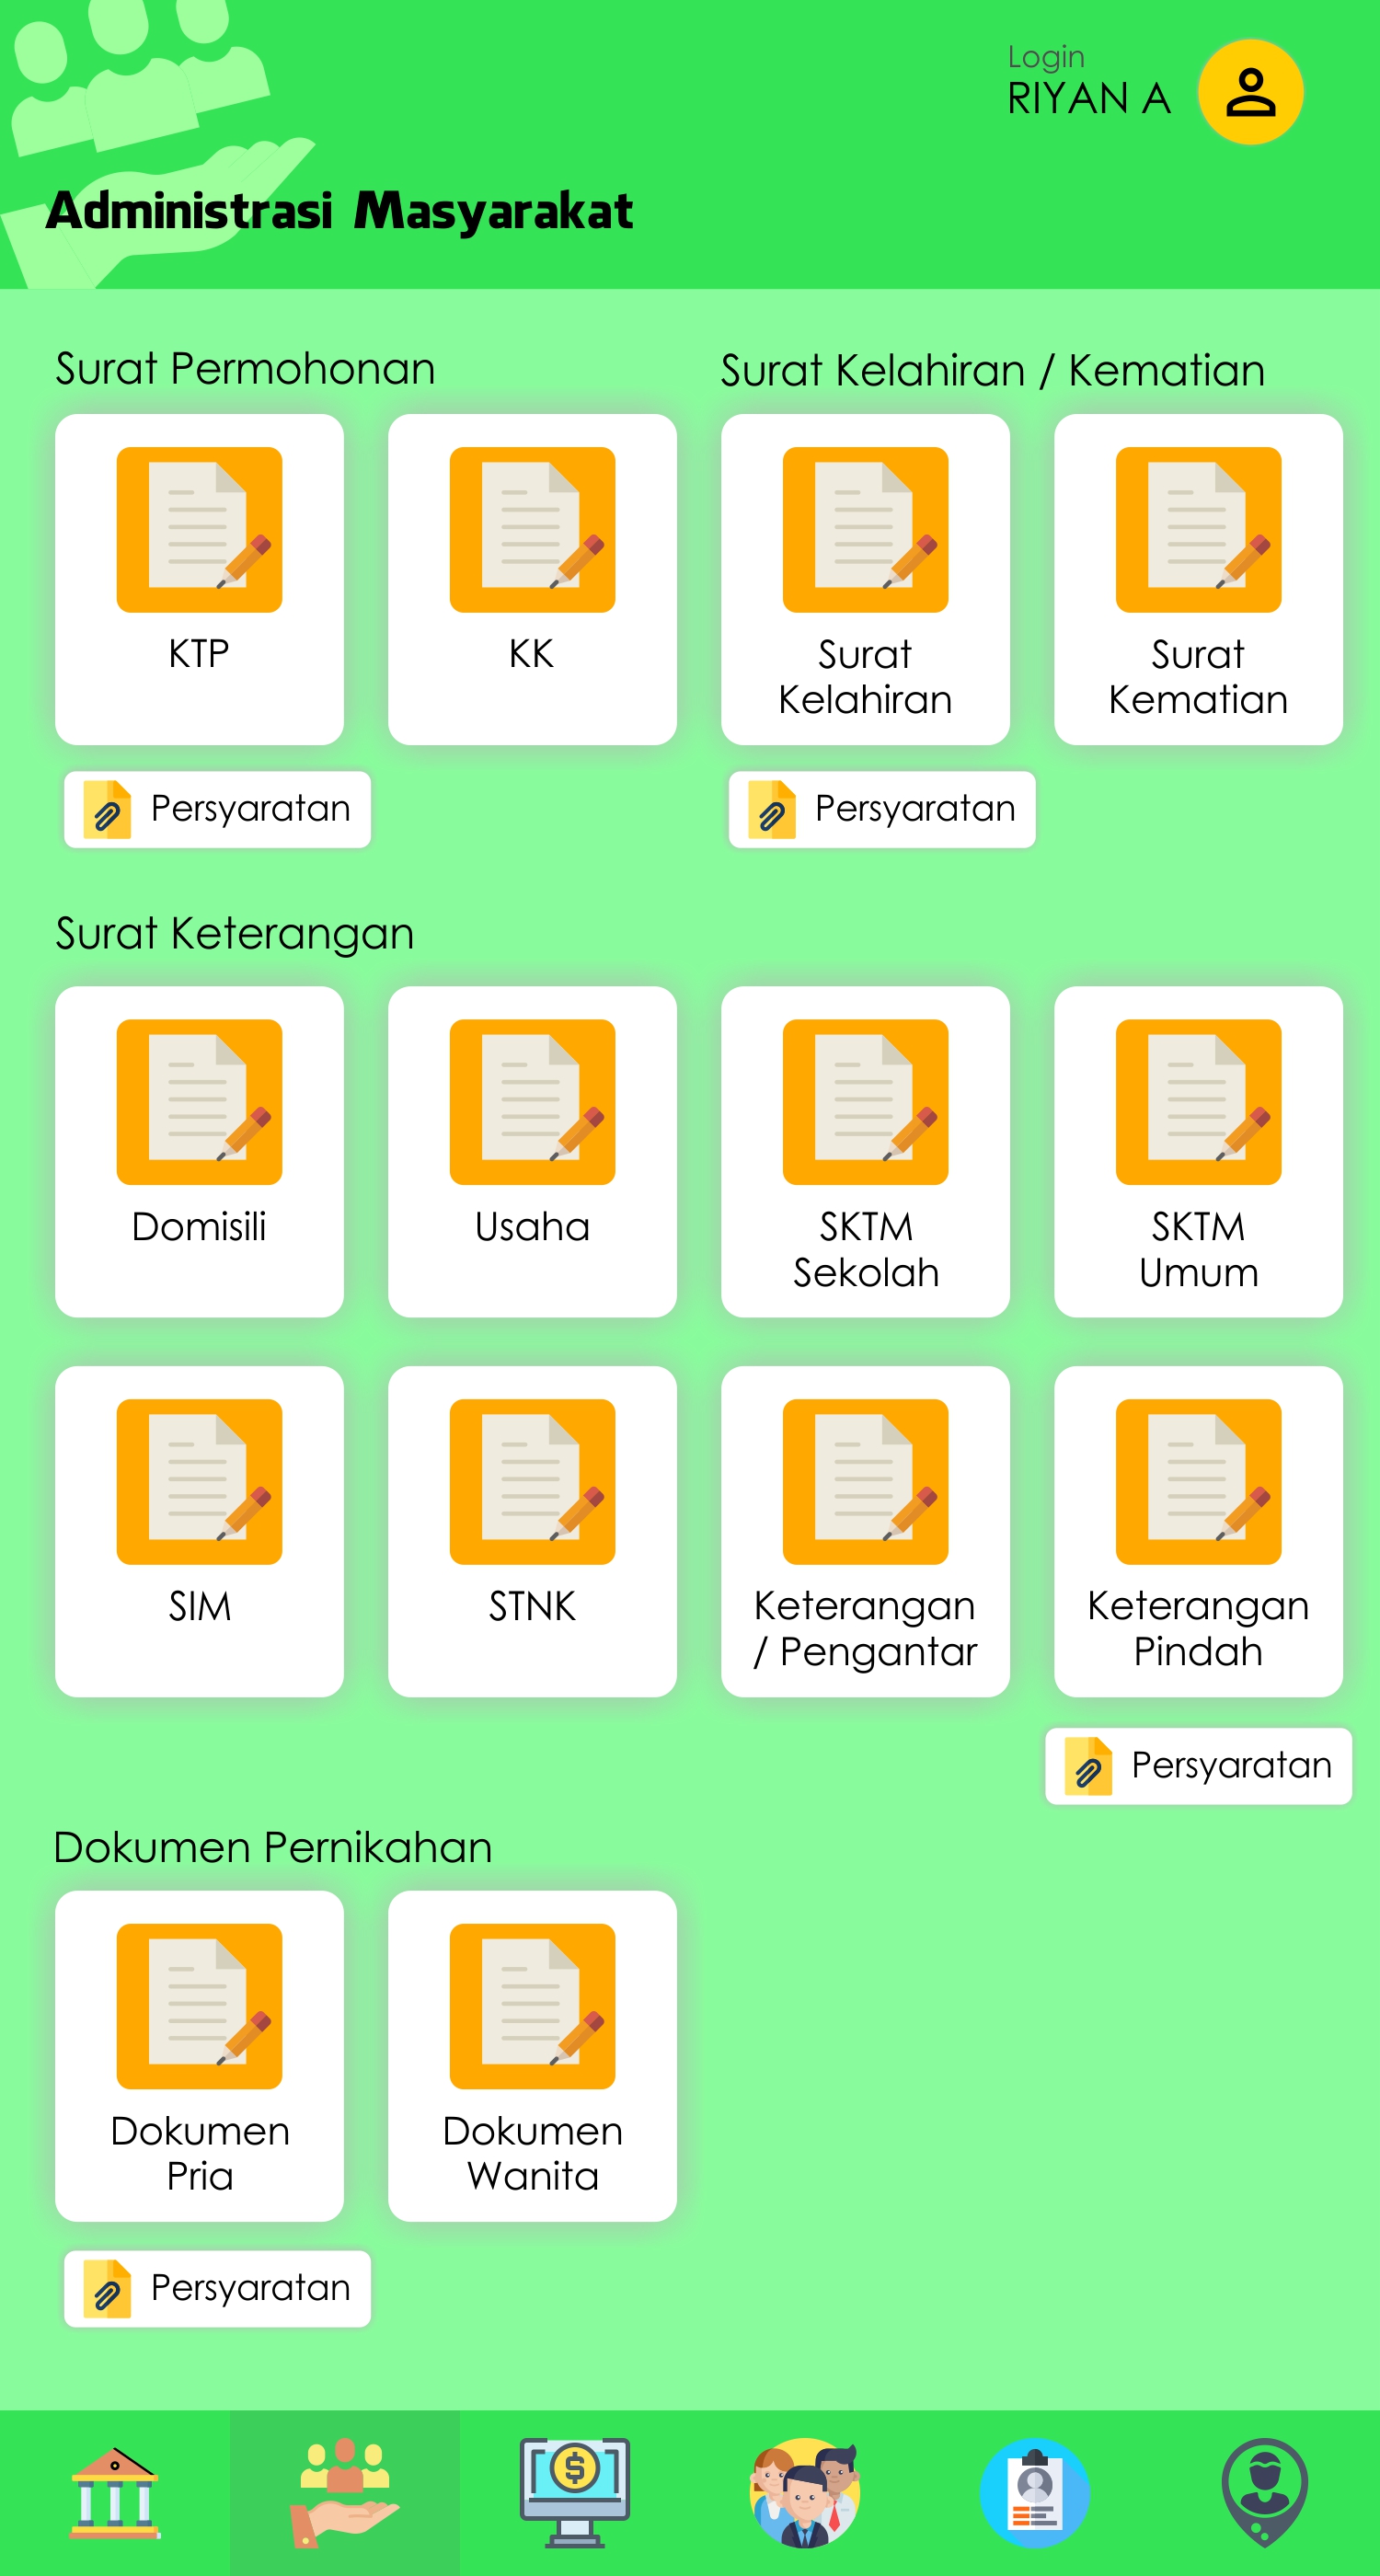 Login
RIYAN A
Administrasi Masyarakat
Surat Permohonan
Surat Kelahiran / Kematian
KTP
KK
Surat
Kelahiran
Surat
Kematian
Persyaratan
Persyaratan
Surat Keterangan
Domisili
Usaha
SKTM
Sekolah
SKTM
Umum
SIM
STNK
Keterangan
/ Pengantar
Keterangan
Pindah
Persyaratan
Dokumen Pernikahan
Dokumen
Pria
Dokumen
Wanita
Persyaratan
$